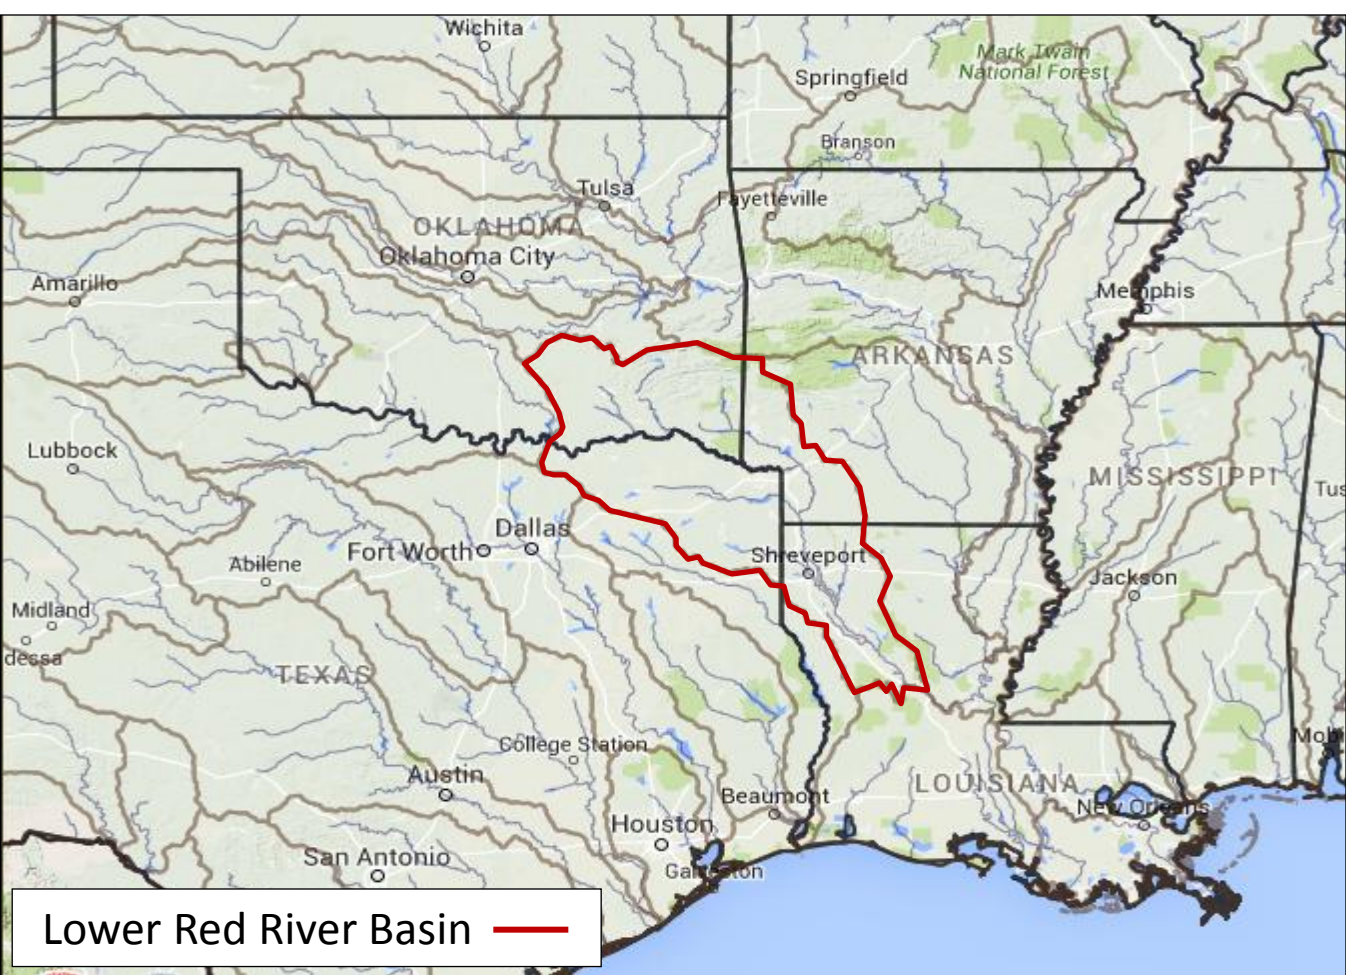 Wichita
Springfield
Mark Twain
National Forest
Branson
Tulsa
Fayetteville
OKLAHOMA
Oklahoma City
Amarillo
Memphis
ARKANSAS
Lubbock
MISSISSIPPI
Tus
Dallas
Fort Worth
Shreveport
Abilene
Jackson
Midland
dessa
TEXAS
College Station
Austin
LOUISIANA
Beaumont
New Orleans
Mobi
Houston
San Antonio
Galveston
Lower Red River Basin